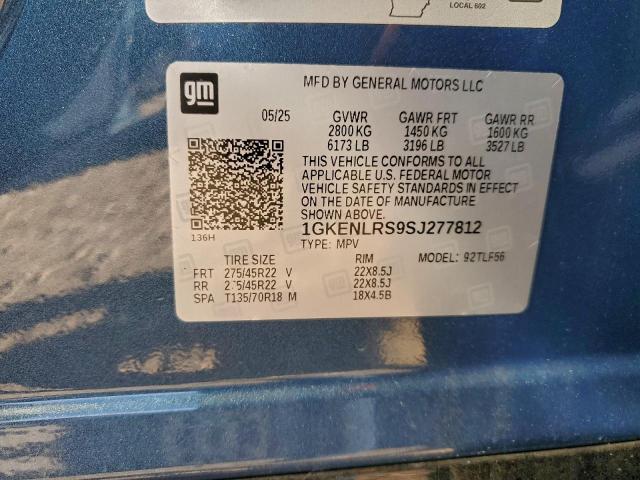 LOCAL 602
gm
MFD BY GENERAL MOTORS LLC
05/25 GVWR GAWR FRT GAWR RR
2800 KG 1450 KG 1600 KG
6173 LB 3196 LB 3527 LB
THIS VEHICLE CONFORMS TO ALL
APPLICABLE U.S. FEDERAL MOTOR
VEHICLE SAFETY STANDARDS IN EFFECT
ON THE DATE OF MANUFACTURE
SHOWN ABOVE.
1GKENLRS9SJ277812
136H
TYPE: MPV
MODEL: 92TLF56
TIRE SIZE RIM
FRT 275/45R22 V 22X8.5J
RR 275/45R22 V 22X8.5J
SPA T135/70R18 M 18X4.5B